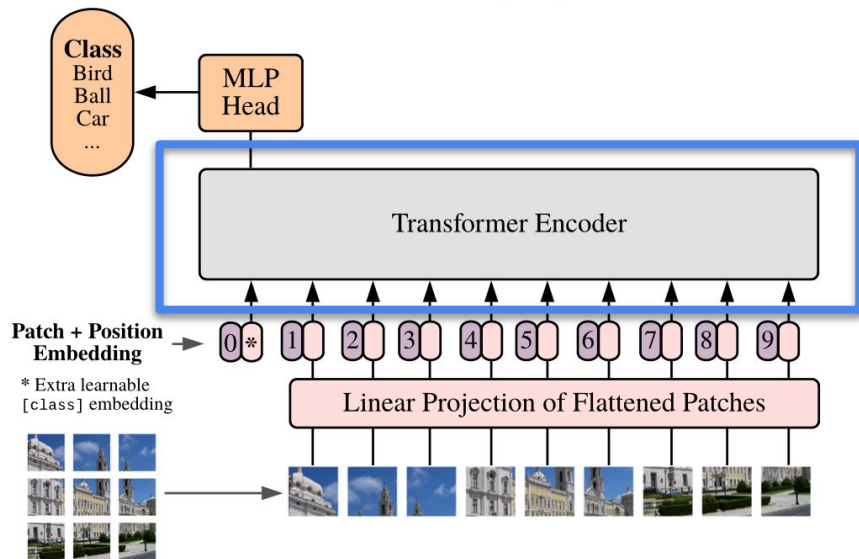 Class
Bird
Ball
Car
...
MLP
Head
Transformer Encoder
Patch + Position
Embedding
0 * 1 2 3 4 5 6 7 8 9
* Extra learnable
[class] embedding
Linear Projection of Flattened Patches